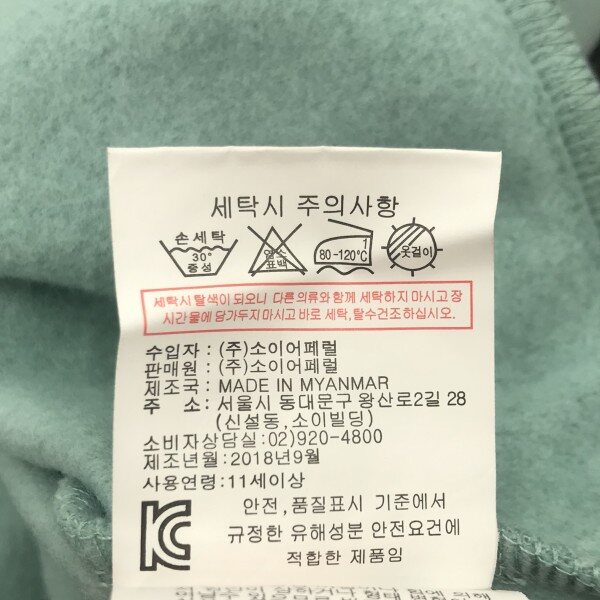 세탁시 주의사항
손세탁 30° 중성
염소 표백
1 80-120℃
옷걸이
세탁시 탈색이 되오니 다른 의류와 함께 세탁하지 마시고 장
시간 물에 담가두지 마시고 바로 세탁, 탈수건조하십시오.
수입자 : (주)소이어페럴
판매원 : (주)소이어페럴
제조국 : MADE IN MYANMAR
주 소 : 서울시 동대문구 왕산로2길 28
(신설동,소이빌딩)
소비자상담실:02)920-4800
제조년월:2018년9월
사용연령:11세이상
안전,품질표시 기준에서
규정한 유해성분 안전요건에
적합한 제품임
KC